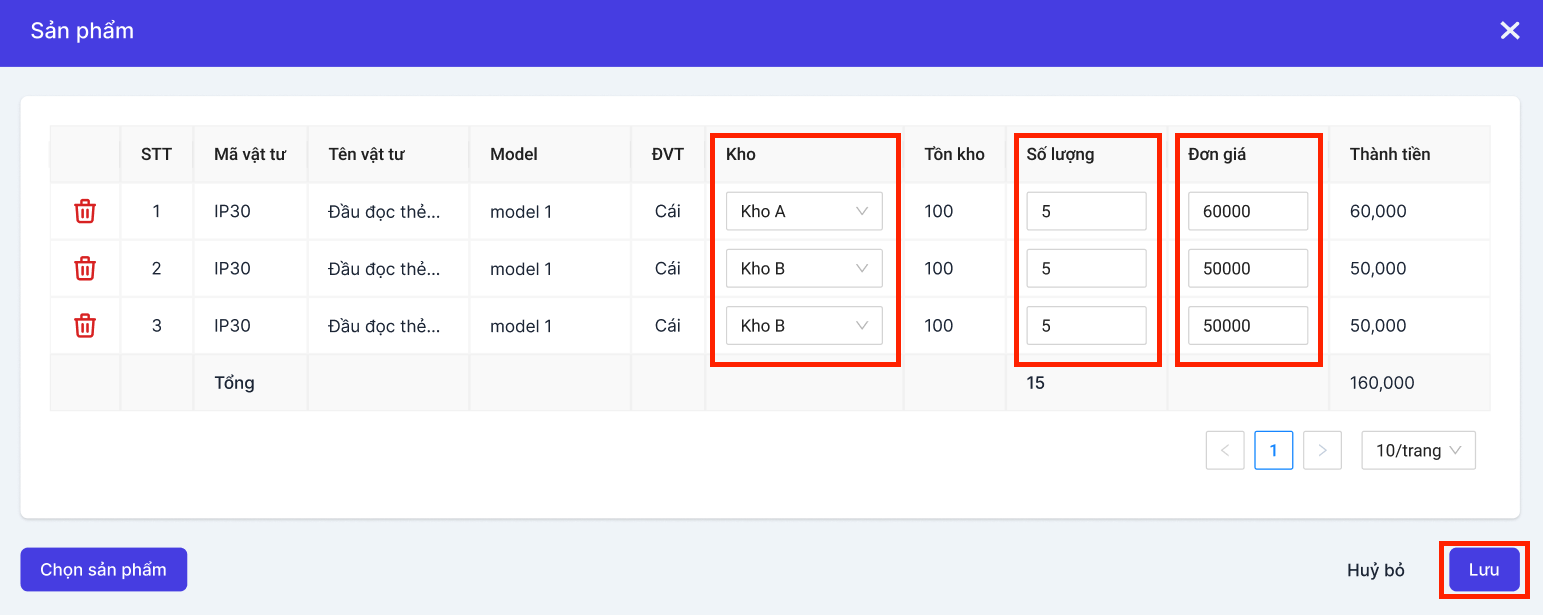 Sản phẩm
STT Mã vật tư Tên vật tư Model ĐVT Kho Tồn kho Số lượng Đơn giá Thành tiền
1 IP30 Đầu đọc thẻ... model 1 Cái Kho A 100 5 60000 60,000
2 IP30 Đầu đọc thẻ... model 1 Cái Kho B 100 5 50000 50,000
3 IP30 Đầu đọc thẻ... model 1 Cái Kho B 100 5 50000 50,000
Tổng 15 160,000
1 10/trang
Chọn sản phẩm Huỷ bỏ Lưu